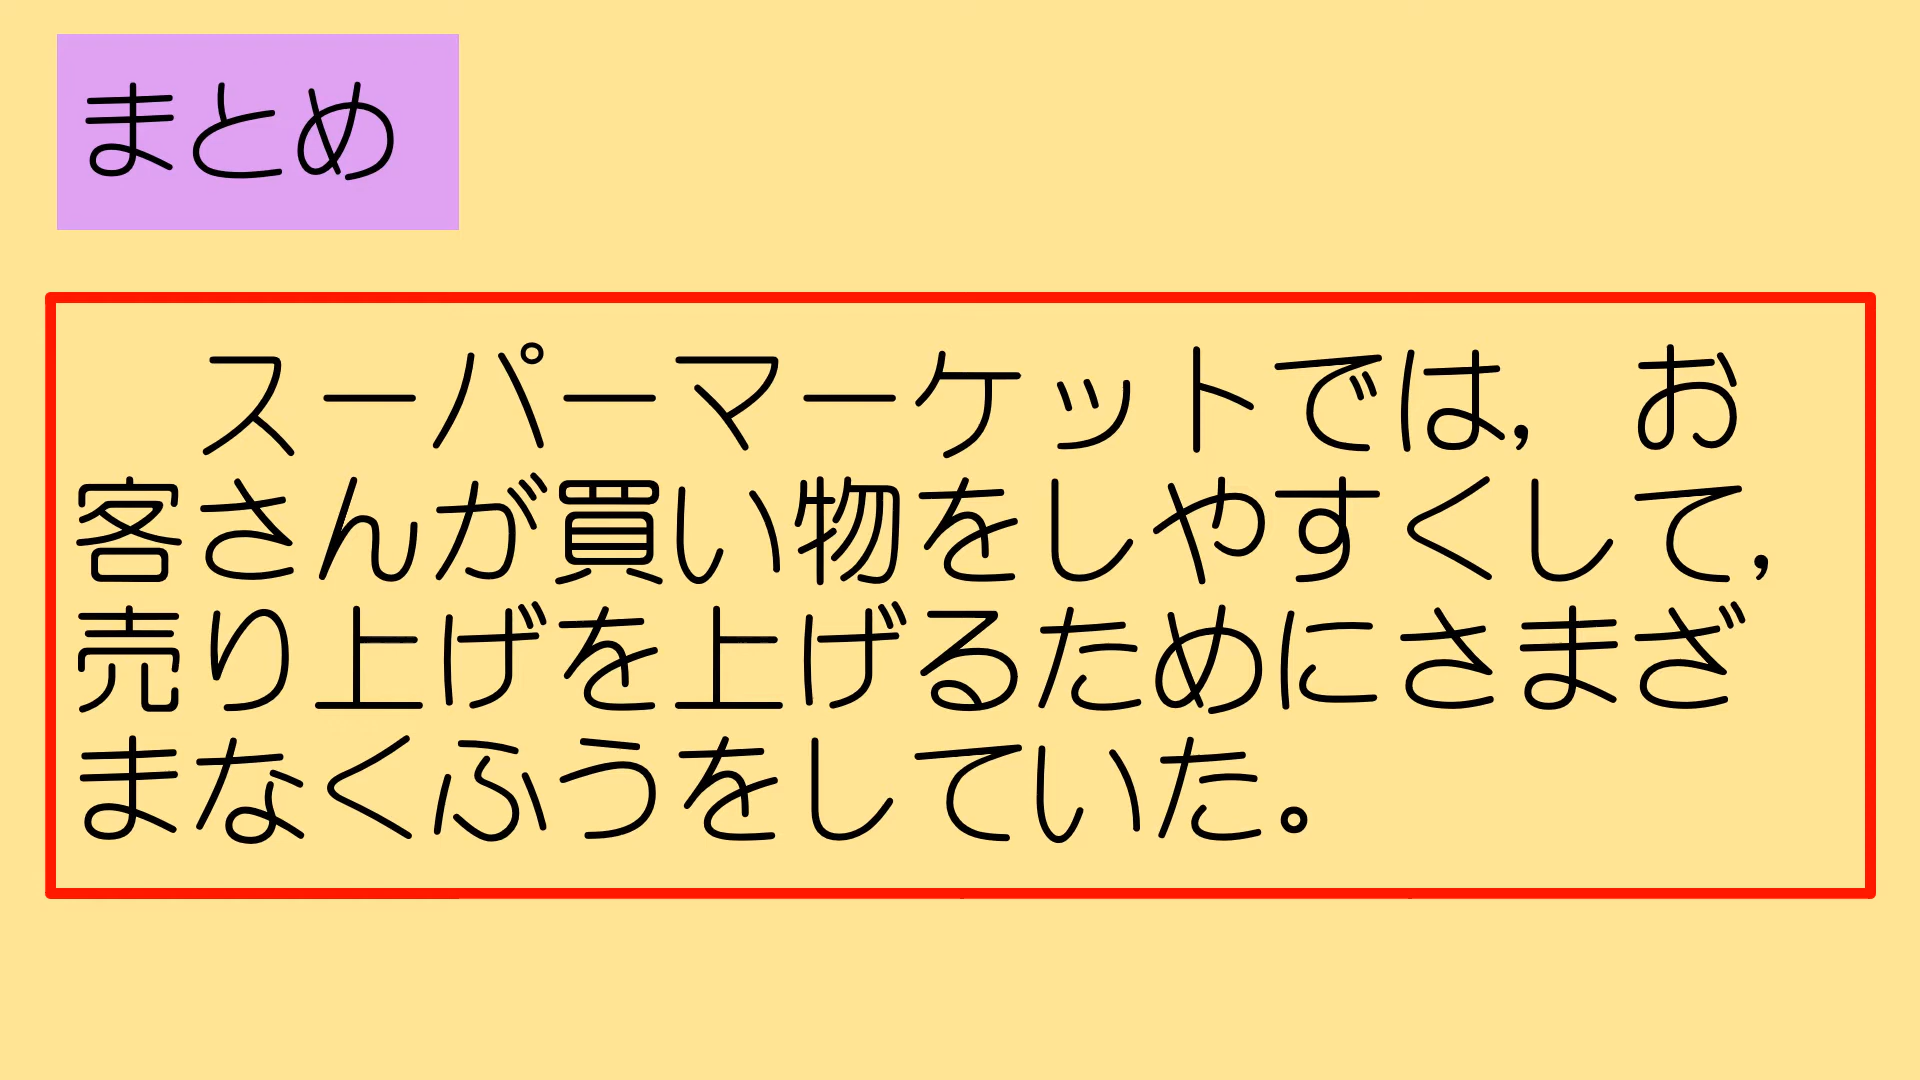 まとめ
　スーパーマーケットでは，お
客さんが買い物をしやすくして，
売り上げを上げるためにさまざ
まなくふうをしていた。